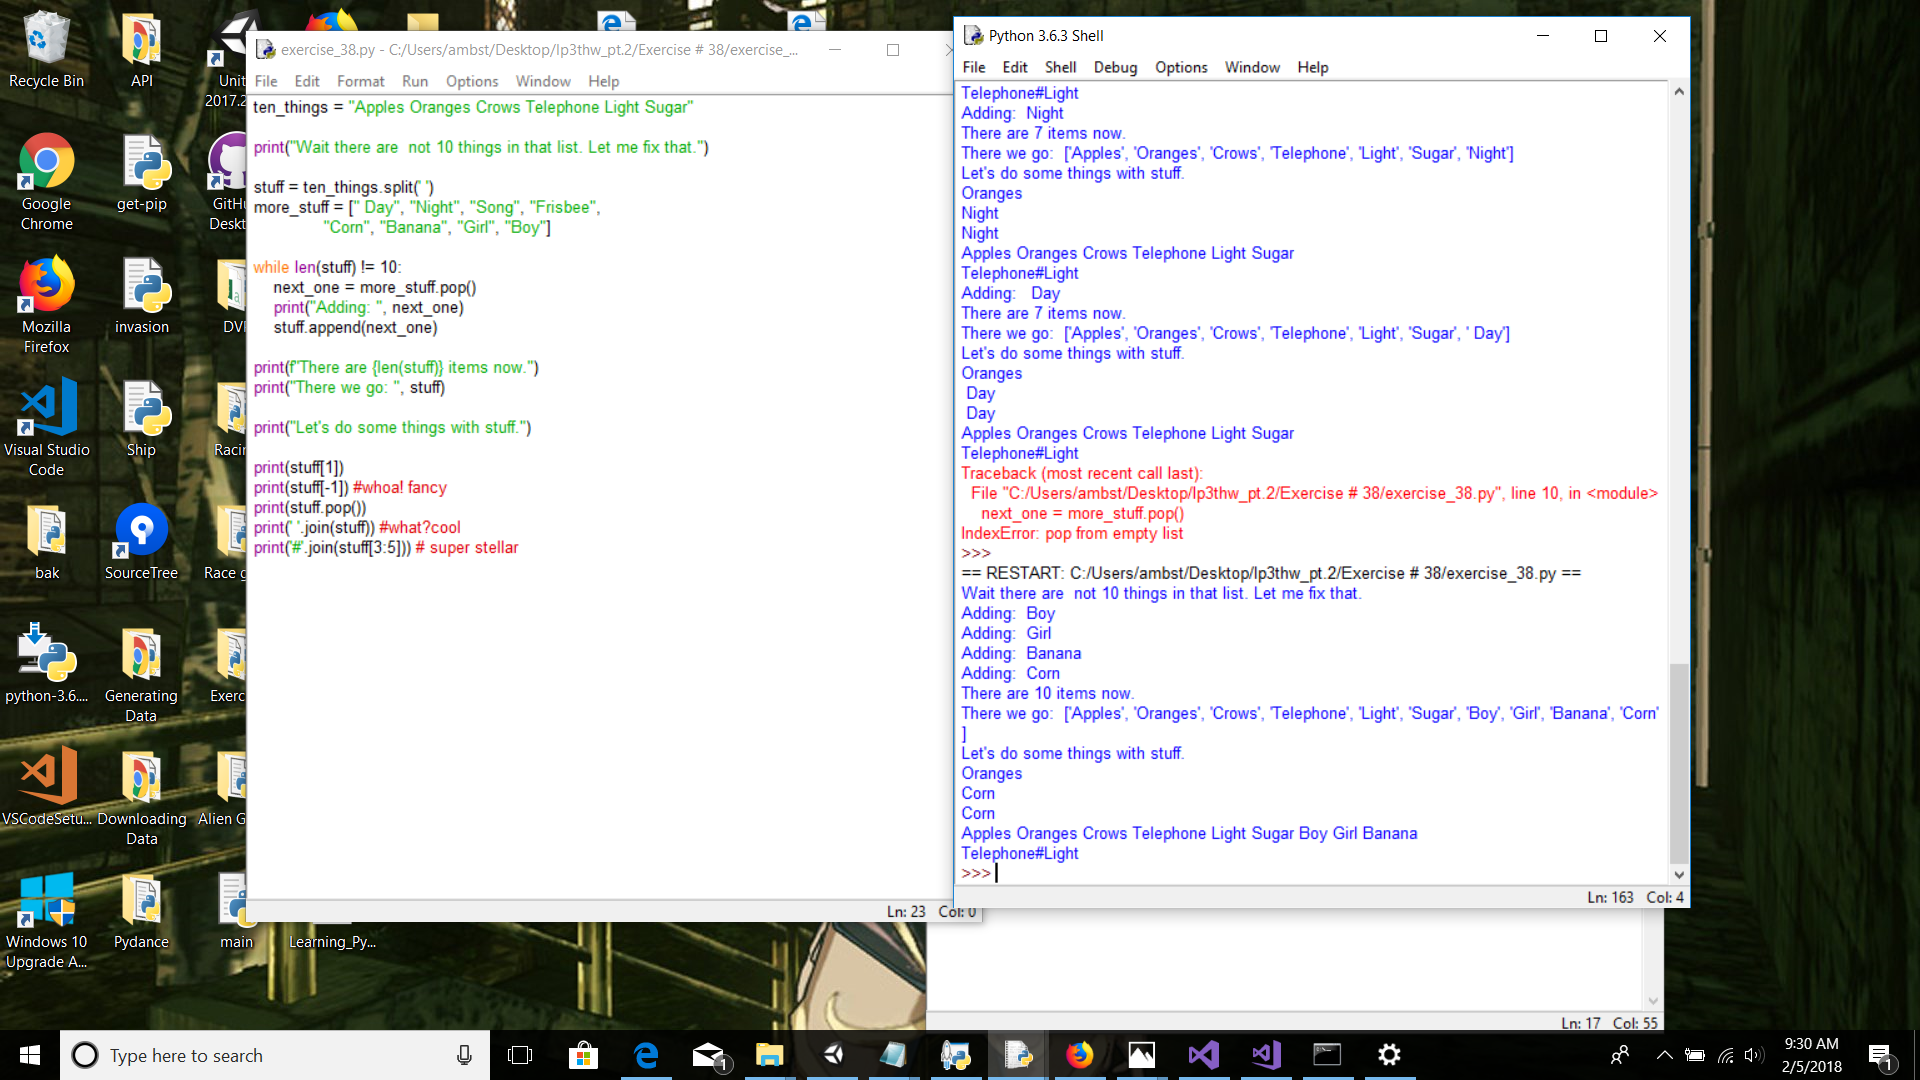 Recycle Bin
API
Unit
2017.2
Google
Chrome
get-pip
GitHu
Deskt
Mozilla
Firefox
invasion
DVI
Visual Studio
Code
Ship
Racin
bak
SourceTree
Race g
python-3.6....
Generating
Data
Exerc
VSCodeSetu...
Downloading
Data
Alien G
Windows 10
Upgrade A...
Pydance
main
Learning_Py...
exercise_38.py - C:/Users/ambst/Desktop/lp3thw_pt.2/Exercise # 38/exercise_...
File Edit Format Run Options Window Help
ten_things = "Apples Oranges Crows Telephone Light Sugar"
print("Wait there are  not 10 things in that list. Let me fix that.")
stuff = ten_things.split(' ')
more_stuff = [" Day", "Night", "Song", "Frisbee",
"Corn", "Banana", "Girl", "Boy"]
while len(stuff) != 10:
next_one = more_stuff.pop()
print("Adding: ", next_one)
stuff.append(next_one)
print(f"There are {len(stuff)} items now.")
print("There we go: ", stuff)
print("Let's do some things with stuff.")
print(stuff[1])
print(stuff[-1]) #whoa! fancy
print(stuff.pop())
print(' '.join(stuff)) #what?cool
print('#'.join(stuff[3:5])) # super stellar
Ln: 23 Col: 0
Python 3.6.3 Shell
File Edit Shell Debug Options Window Help
Telephone#Light
Adding:  Night
There are 7 items now.
There we go:  ['Apples', 'Oranges', 'Crows', 'Telephone', 'Light', 'Sugar', 'Night']
Let's do some things with stuff.
Oranges
Night
Night
Apples Oranges Crows Telephone Light Sugar
Telephone#Light
Adding:   Day
There are 7 items now.
There we go:  ['Apples', 'Oranges', 'Crows', 'Telephone', 'Light', 'Sugar', ' Day']
Let's do some things with stuff.
Oranges
Day
Day
Apples Oranges Crows Telephone Light Sugar
Telephone#Light
Traceback (most recent call last):
File "C:/Users/ambst/Desktop/lp3thw_pt.2/Exercise # 38/exercise_38.py", line 10, in <module>
next_one = more_stuff.pop()
IndexError: pop from empty list
>>>
== RESTART: C:/Users/ambst/Desktop/lp3thw_pt.2/Exercise # 38/exercise_38.py ==
Wait there are  not 10 things in that list. Let me fix that.
Adding:  Boy
Adding:  Girl
Adding:  Banana
Adding:  Corn
There are 10 items now.
There we go:  ['Apples', 'Oranges', 'Crows', 'Telephone', 'Light', 'Sugar', 'Boy', 'Girl', 'Banana', 'Corn'
]
Let's do some things with stuff.
Oranges
Corn
Corn
Apples Oranges Crows Telephone Light Sugar Boy Girl Banana
Telephone#Light
>>>
Ln: 163 Col: 4
Ln: 17 Col: 55
Type here to search
1
9:30 AM
2/5/2018
1